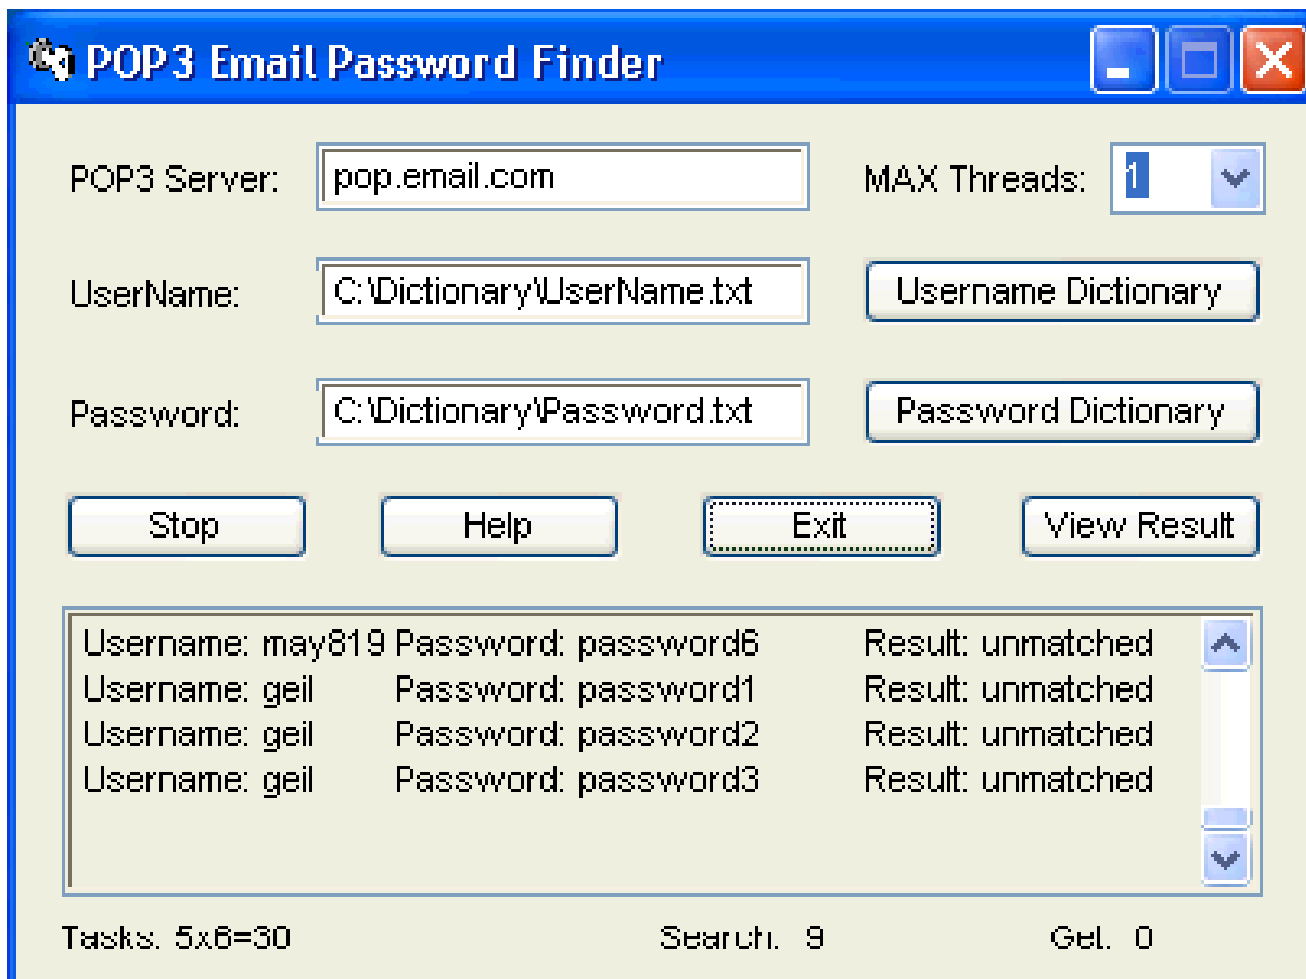 POP3 Email Password Finder
POP3 Server: pop.email.com MAX Threads: 1
UserName: C:\Dictionary\UserName.txt Username Dictionary
Password: C:\Dictionary\Password.txt Password Dictionary
Stop Help Exit View Result
Username: may819 Password: password6 Result: unmatched
Username: geil Password: password1 Result: unmatched
Username: geil Password: password2 Result: unmatched
Username: geil Password: password3 Result: unmatched
Tasks: 5x6=30 Search: 9 Get: 0